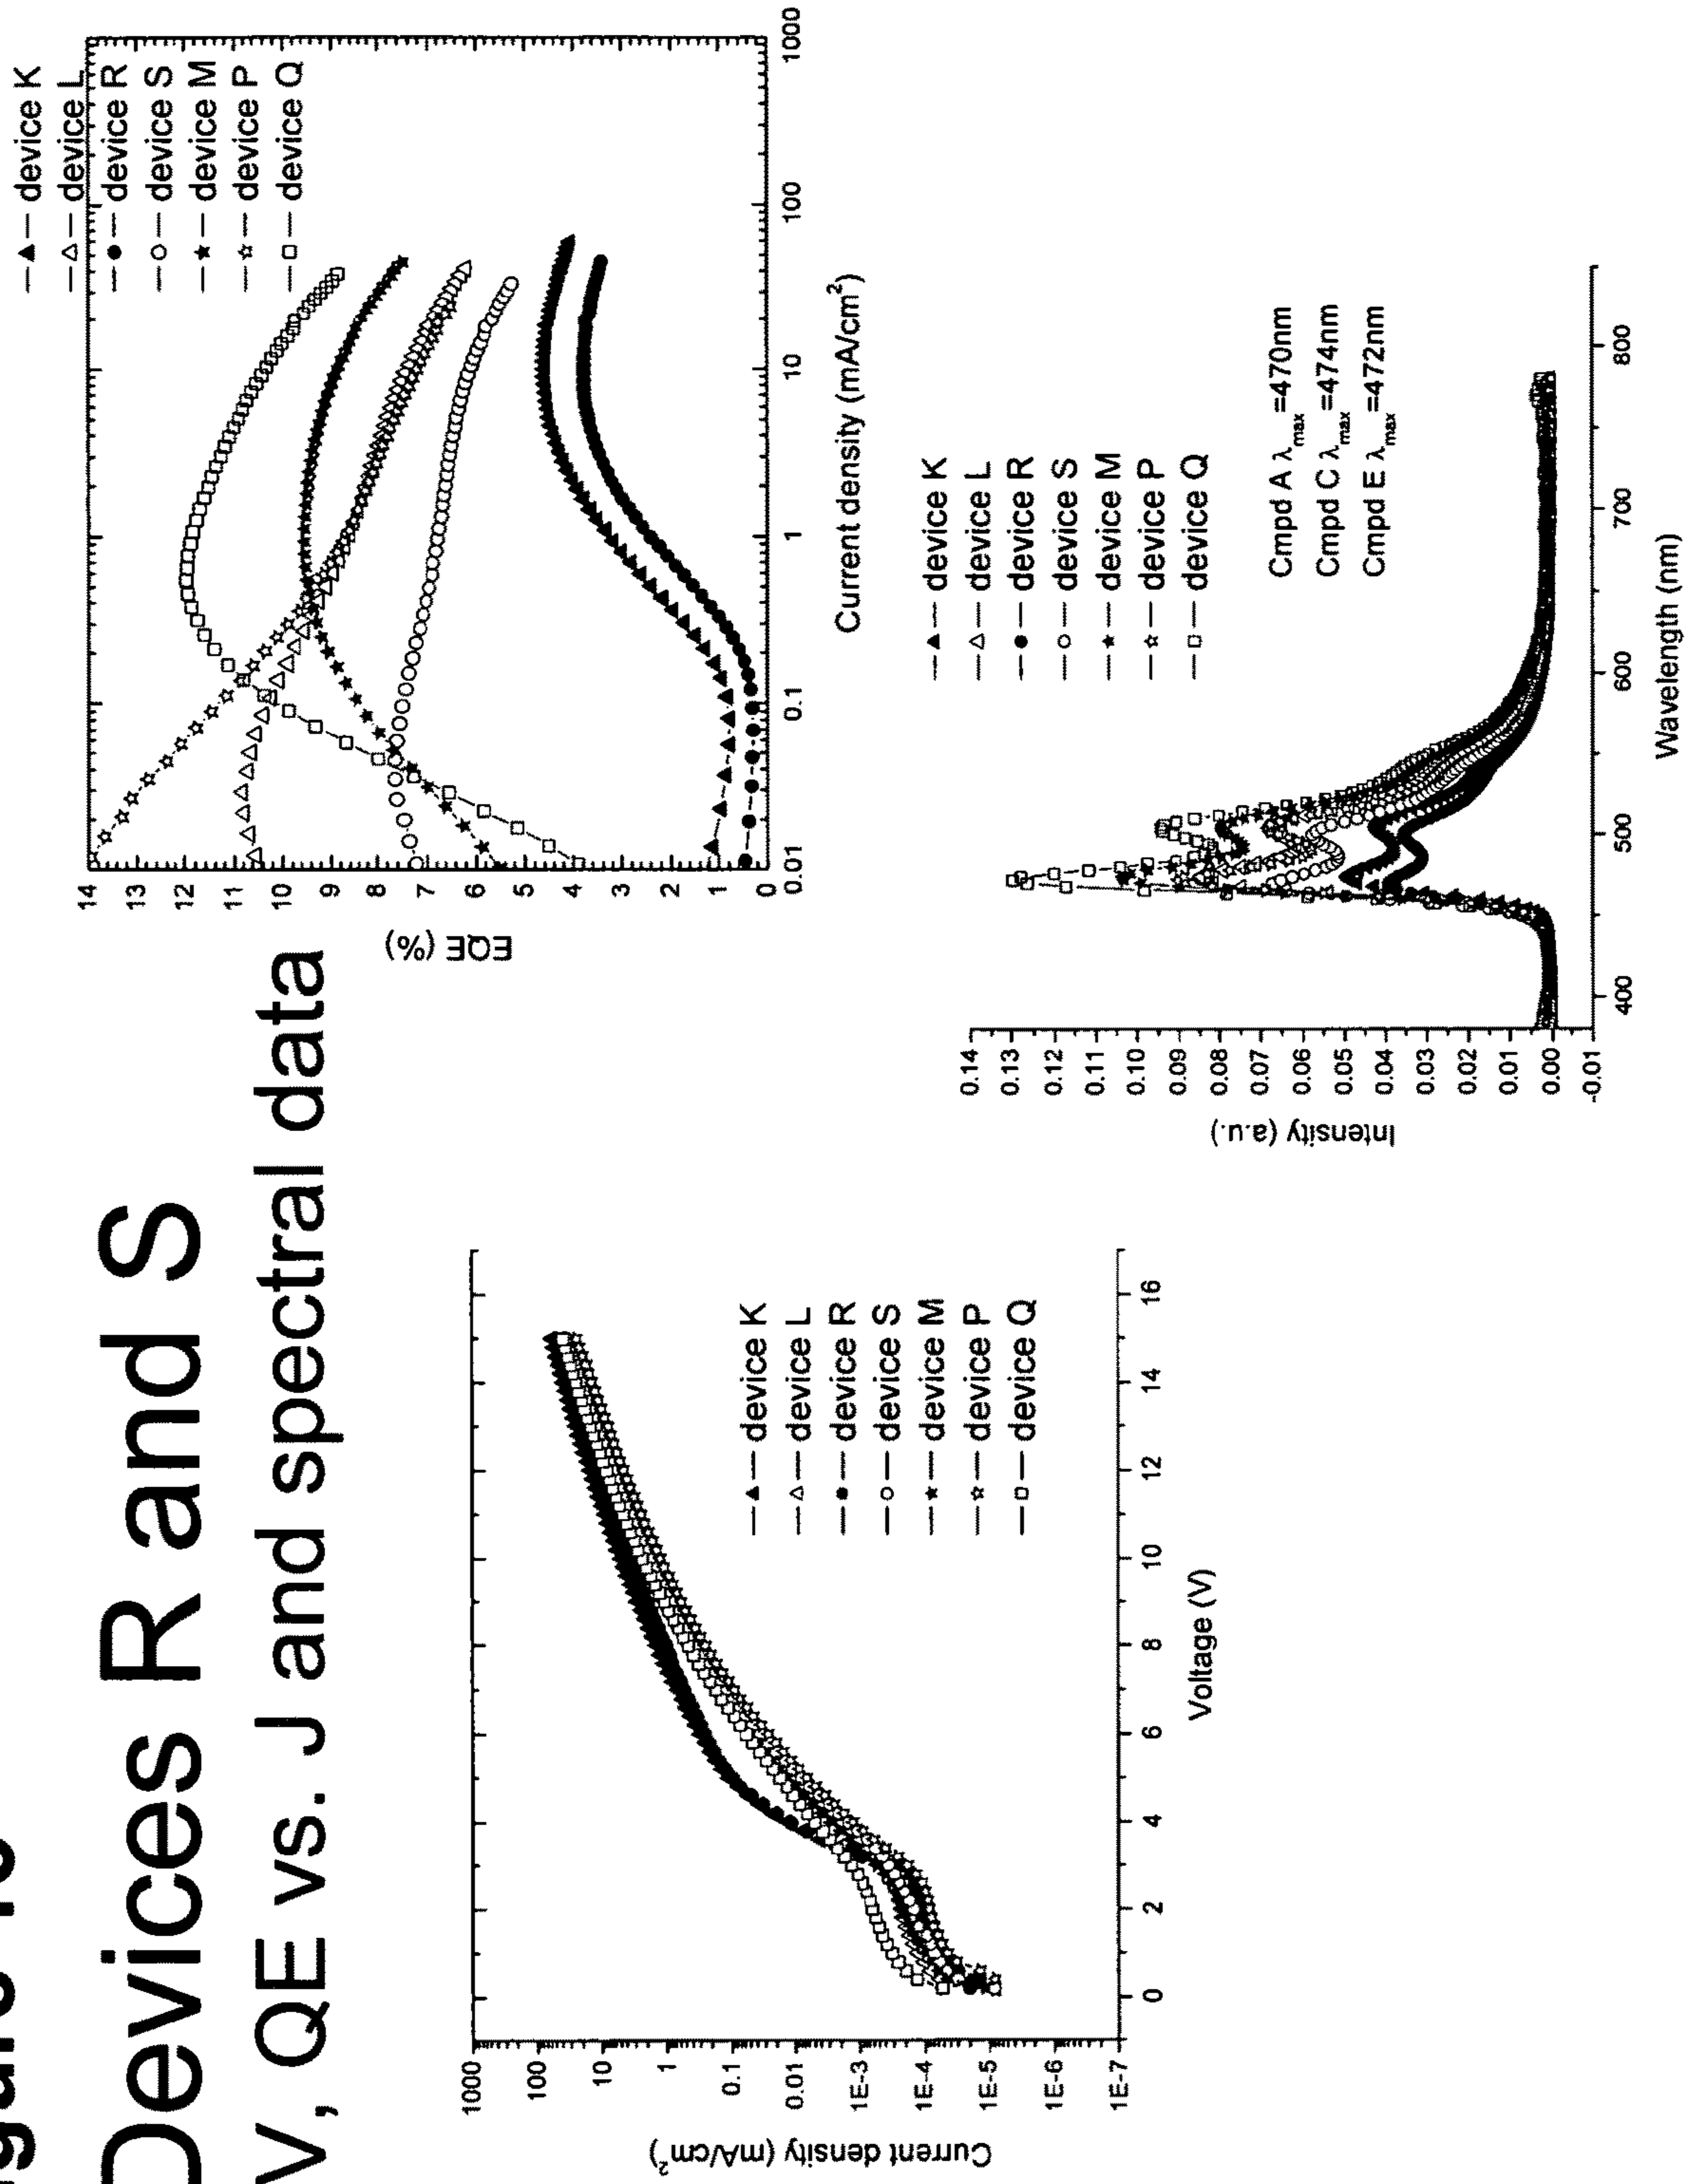 Devices R and S
V, QE vs. J and spectral data
1000
100
10
1
0.1
0.01
1E-3
1E-4
1E-5
1E-6
1E-7
Current density (mA/cm²)
0 2 4 6 8 10 12 14 16
Voltage (V)
device K
device L
device R
device S
device M
device P
device Q
device K
device L
device R
device S
device M
device P
device Q
14
13
12
11
10
9
8
7
6
5
4
3
2
1
0
EQE (%)
0.01 0.1 1 10 100 1000
Current density (mA/cm²)
device K
device L
device R
device S
device M
device P
device Q
Cmpd A λmax =470nm
Cmpd C λmax =474nm
Cmpd E λmax =472nm
0.14
0.13
0.12
0.11
0.10
0.09
0.08
0.07
0.06
0.05
0.04
0.03
0.02
0.01
0.00
-0.01
Intensity (a.u.)
400 500 600 700 800
Wavelength (nm)